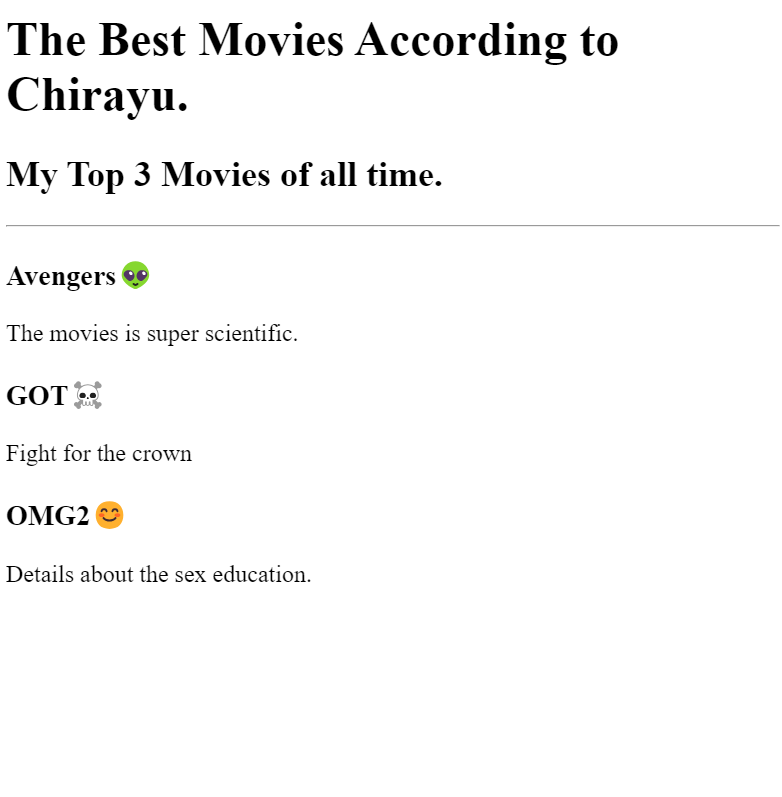 The Best Movies According to
Chirayu.
My Top 3 Movies of all time.
Avengers 👽
The movies is super scientific.
GOT ☠️
Fight for the crown
OMG2 😊
Details about the sex education.